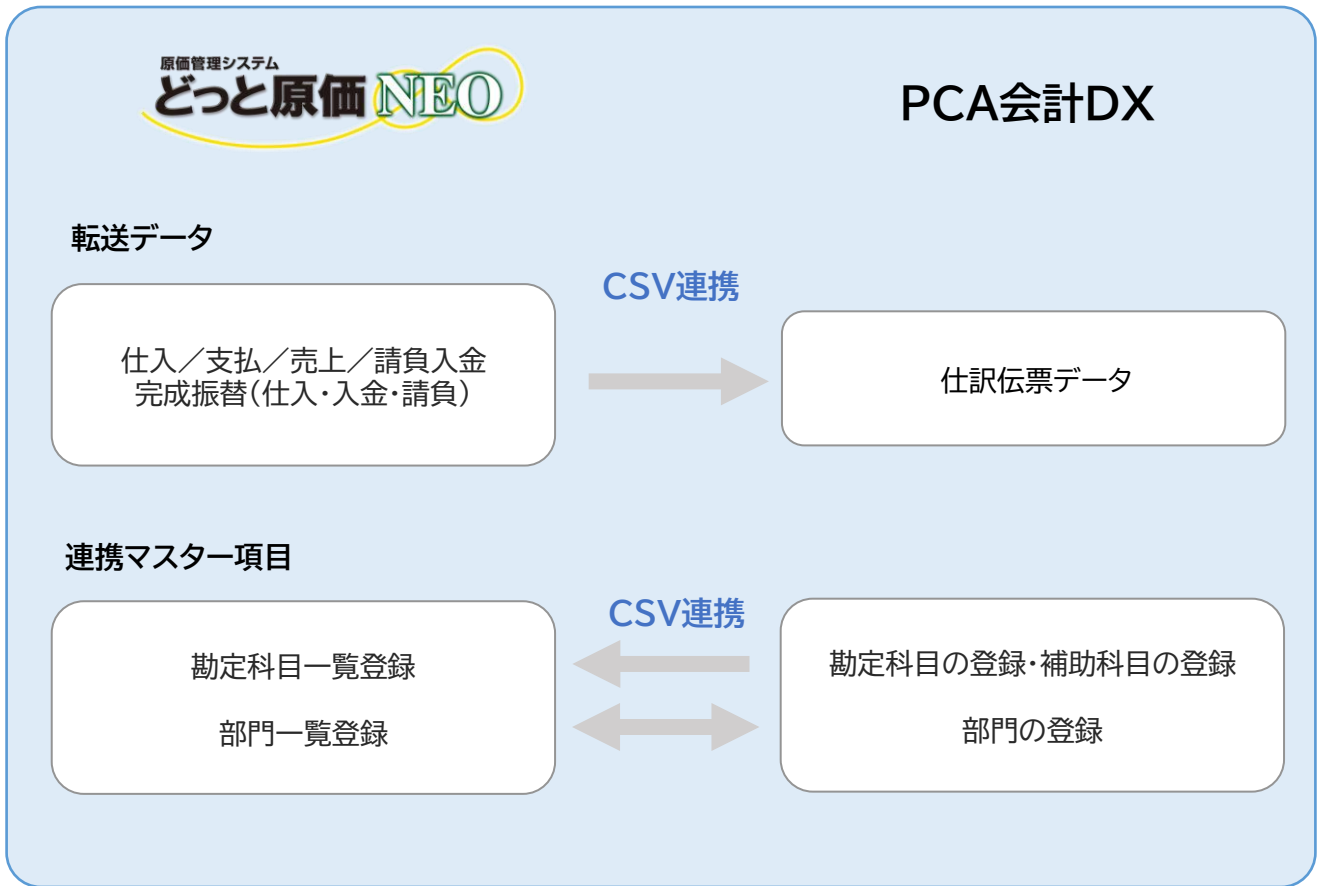 原価管理システム
どっと原価NEO
PCA会計DX
転送データ
CSV連携
仕入／支払／売上／請負入金
完成振替(仕入・入金・請負)
仕訳伝票データ
連携マスター項目
CSV連携
勘定科目一覧登録
部門一覧登録
勘定科目の登録・補助科目の登録
部門の登録